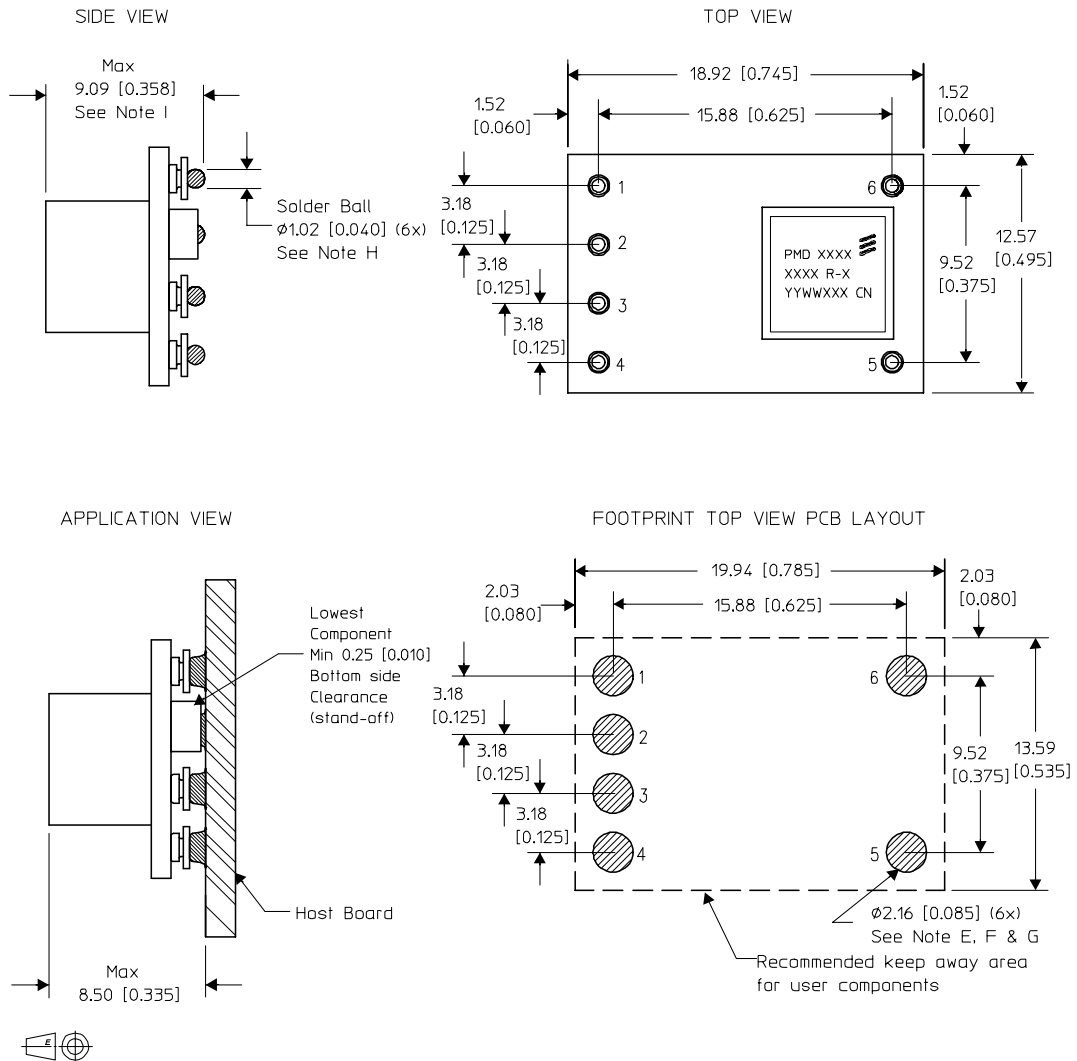 SIDE VIEW
Max
9.09 [0.358]
See Note I
Solder Ball
ø1.02 [0.040] (6x)
See Note H
TOP VIEW
18.92 [0.745]
15.88 [0.625]
1.52
[0.060]
1.52
[0.060]
3.18
[0.125]
3.18
[0.125]
3.18
[0.125]
1
2
3
4
6
5
PMD XXXX
XXXX R-X
YYWWXXX CN
9.52
[0.375]
12.57
[0.495]
APPLICATION VIEW
Lowest
Component
Min 0.25 [0.010]
Bottom side
Clearance
(stand-off)
Host Board
Max
8.50 [0.335]
E
FOOTPRINT TOP VIEW PCB LAYOUT
19.94 [0.785]
15.88 [0.625]
2.03
[0.080]
2.03
[0.080]
3.18
[0.125]
3.18
[0.125]
3.18
[0.125]
1
2
3
4
6
5
9.52
[0.375]
13.59
[0.535]
ø2.16 [0.085] (6x)
See Note E, F & G
Recommended keep away area
for user components